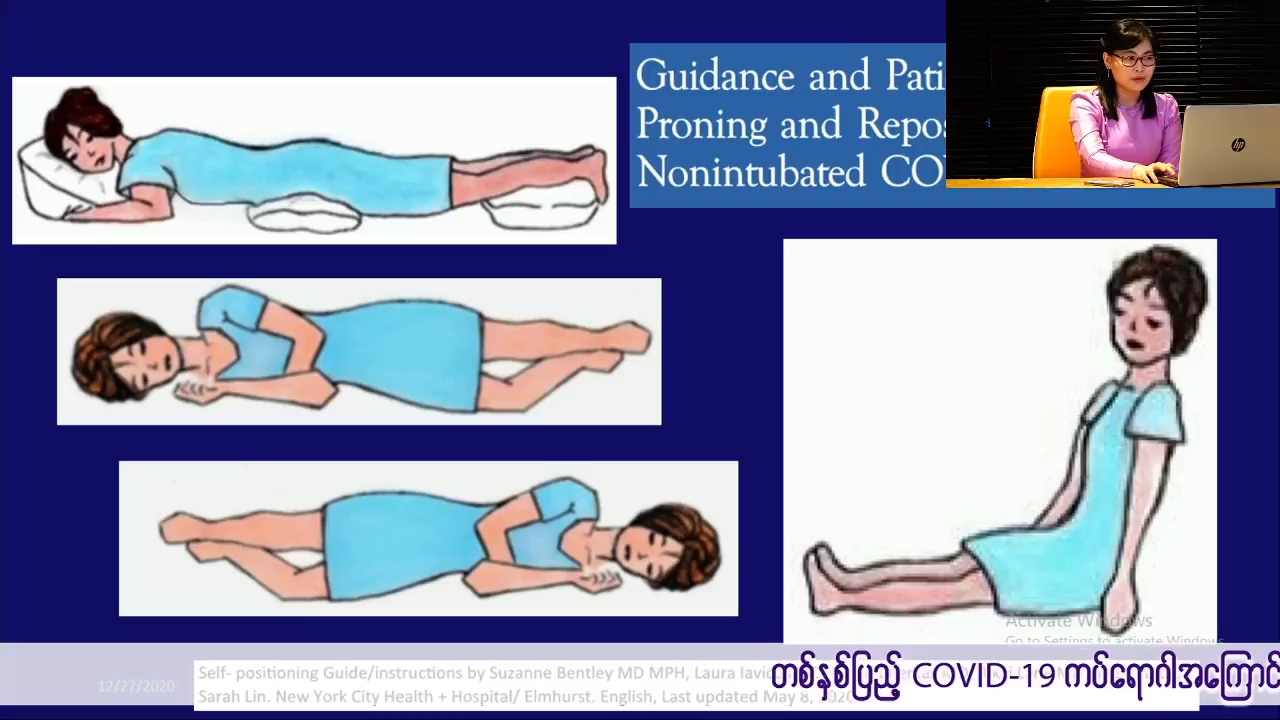 Guidance and Pati
Proning and Repos
Nonintubated CO
hp
Activate Windows
Go to Settings to activate Windows.
12/27/2020
Self- positioning Guide/instructions by Suzanne Bentley MD MPH, Laura Iavic
Sarah Lin. New York City Health + Hospital/ Elmhurst. English, Last updated May 8, 2020
တစ်နှစ်ပြည့် COVID-19 ကပ်ရောဂါအကြောင်